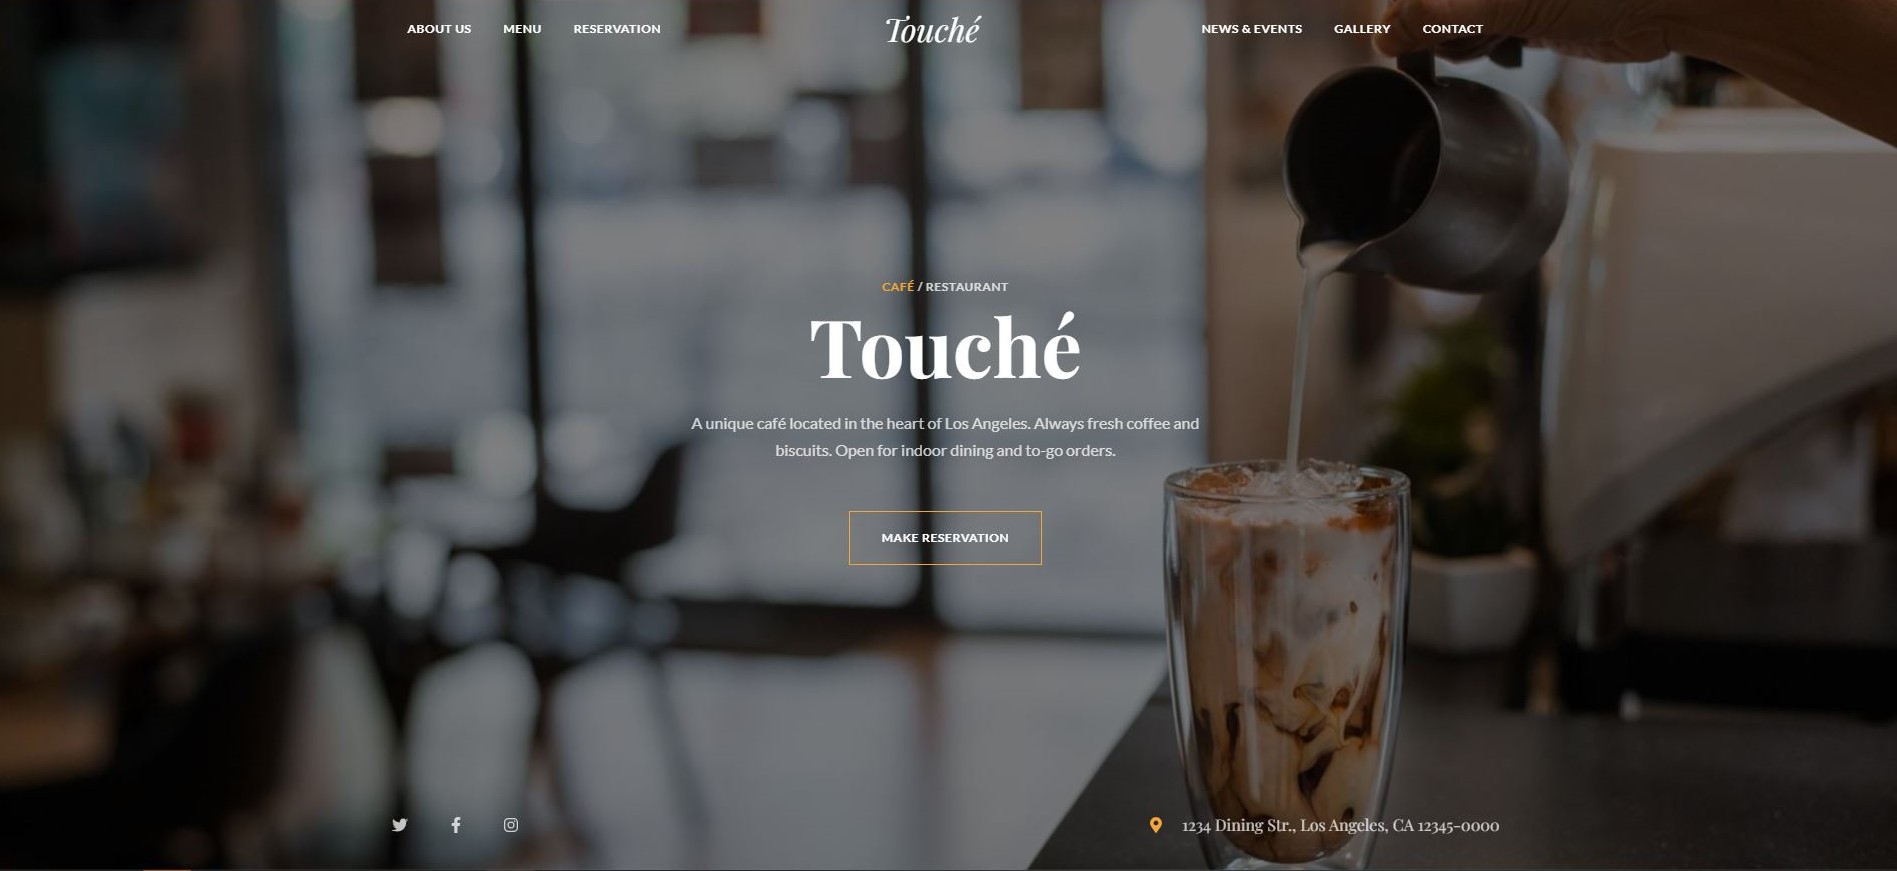 ABOUT US MENU RESERVATION Touché NEWS & EVENTS GALLERY CONTACT
CAFÉ / RESTAURANT
Touché
A unique café located in the heart of Los Angeles. Always fresh coffee and
biscuits. Open for indoor dining and to-go orders.
MAKE RESERVATION
1234 Dining Str., Los Angeles, CA 12345-0000